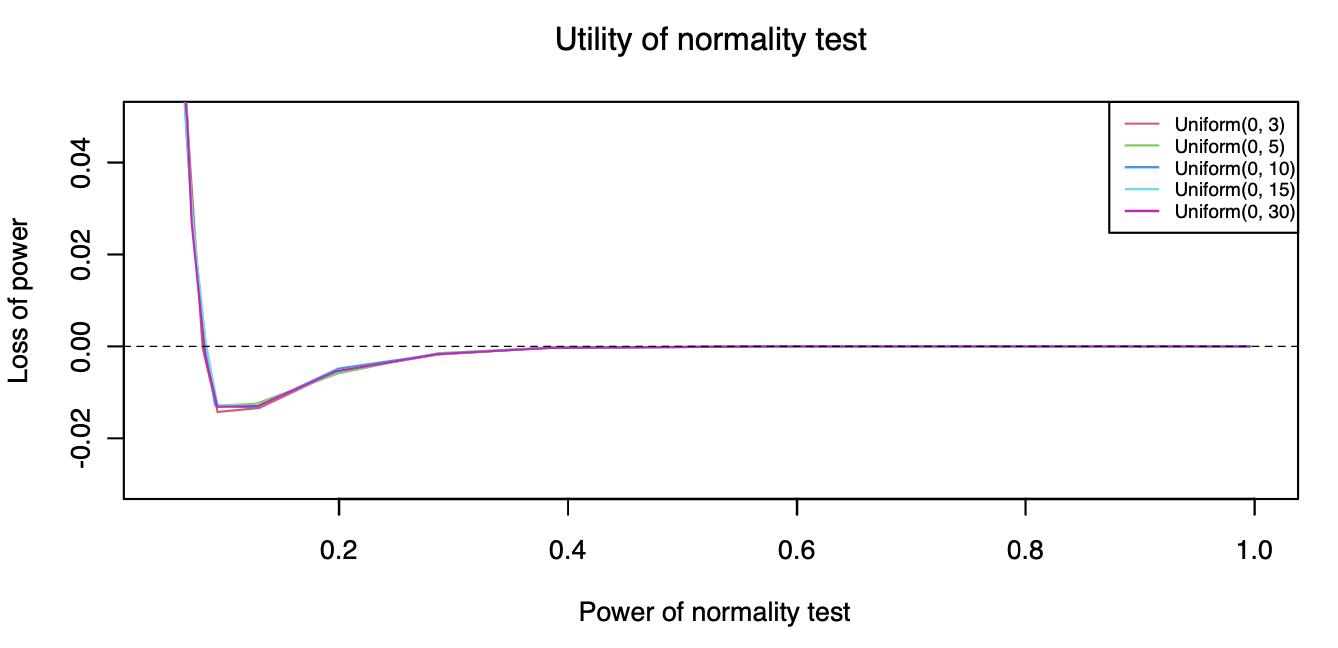 Utility of normality test
Uniform(0, 3)
Uniform(0, 5)
Uniform(0, 10)
Uniform(0, 15)
Uniform(0, 30)
Loss of power
0.04
0.02
0.00
-0.02
0.2 0.4 0.6 0.8 1.0
Power of normality test